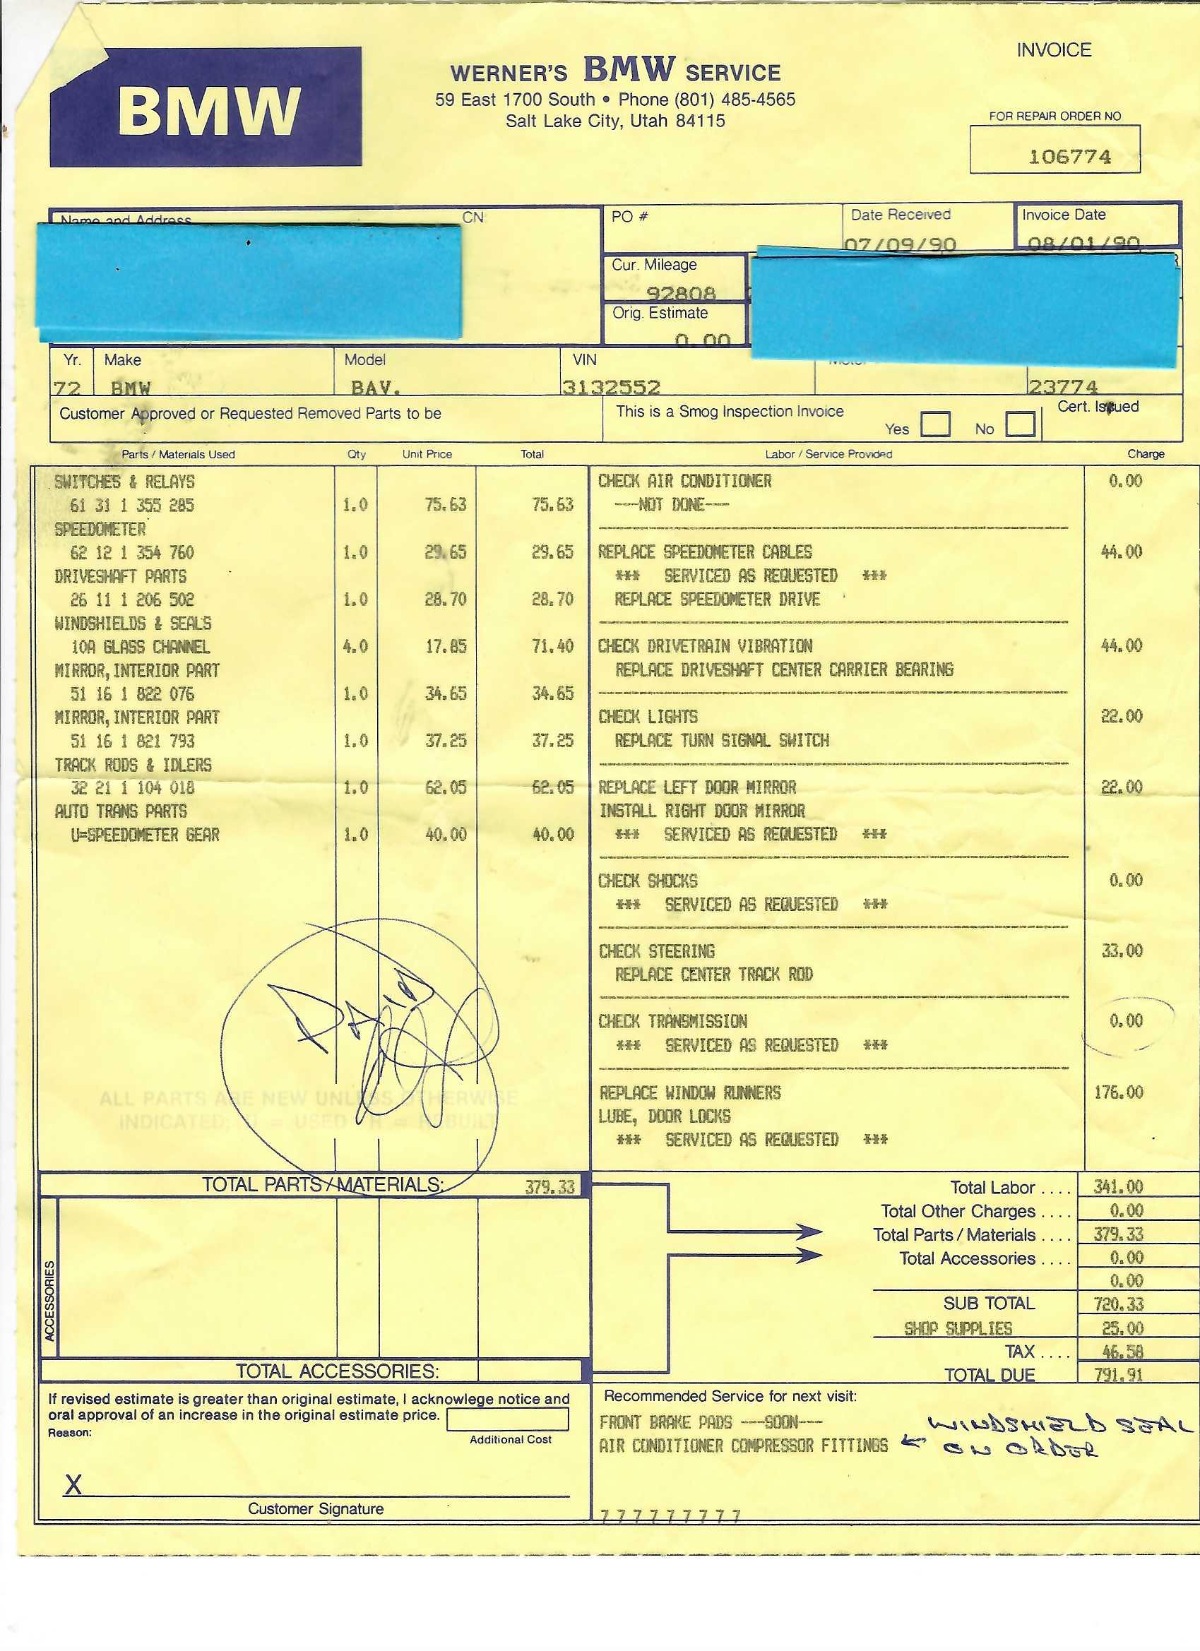 INVOICE
BMW
WERNER'S BMW SERVICE
59 East 1700 South • Phone (801) 485-4565
Salt Lake City, Utah 84115
FOR REPAIR ORDER NO
106774
Name and Address CN
PO #
Date Received
07/09/90
Invoice Date
08/01/90
Cur. Mileage
92808
Orig. Estimate
0.00
Yr. Make Model VIN
72 BMW BAV. 3132552 23774
Customer Approved or Requested Removed Parts to be
This is a Smog Inspection Invoice Yes No
Cert. Issued
Parts / Materials Used Qty Unit Price Total
SWITCHES & RELAYS
61 31 1 355 285 1.0 75.63 75.63
SPEEDOMETER
62 12 1 354 760 1.0 29.65 29.65
DRIVESHAFT PARTS
26 11 1 206 502 1.0 28.70 28.70
WINDSHIELDS & SEALS
10A GLASS CHANNEL 4.0 17.85 71.40
MIRROR, INTERIOR PART
51 16 1 822 076 1.0 34.65 34.65
MIRROR, INTERIOR PART
51 16 1 821 793 1.0 37.25 37.25
TRACK RODS & IDLERS
32 21 1 104 018 1.0 62.05 62.05
AUTO TRANS PARTS
U=SPEEDOMETER GEAR 1.0 40.00 40.00
PAID
ALL PARTS ARE NEW UNLESS OTHERWISE
INDICATED, U = USED R = REBUILT
TOTAL PARTS/MATERIALS: 379.33
ACCESSORIES
TOTAL ACCESSORIES:
Labor / Service Provided Charge
CHECK AIR CONDITIONER 0.00
---NOT DONE---
REPLACE SPEEDOMETER CABLES 44.00
*** SERVICED AS REQUESTED ***
REPLACE SPEEDOMETER DRIVE
CHECK DRIVETRAIN VIBRATION 44.00
REPLACE DRIVESHAFT CENTER CARRIER BEARING
CHECK LIGHTS 22.00
REPLACE TURN SIGNAL SWITCH
REPLACE LEFT DOOR MIRROR 22.00
INSTALL RIGHT DOOR MIRROR
*** SERVICED AS REQUESTED ***
CHECK SHOCKS 0.00
*** SERVICED AS REQUESTED ***
CHECK STEERING 33.00
REPLACE CENTER TRACK ROD
CHECK TRANSMISSION 0.00
*** SERVICED AS REQUESTED ***
REPLACE WINDOW RUNNERS 176.00
LUBE, DOOR LOCKS
*** SERVICED AS REQUESTED ***
Total Labor .... 341.00
Total Other Charges .... 0.00
Total Parts / Materials .... 379.33
Total Accessories .... 0.00
0.00
SUB TOTAL 720.33
SHOP SUPPLIES 25.00
TAX .... 46.58
TOTAL DUE 791.91
If revised estimate is greater than original estimate, I acknowlege notice and
oral approval of an increase in the original estimate price.
Reason:
Additional Cost
X
Customer Signature
Recommended Service for next visit:
FRONT BRAKE PADS ---SOON---
AIR CONDITIONER COMPRESSOR FITTINGS
WINDSHIELD SEAL
← ON ORDER
777777777